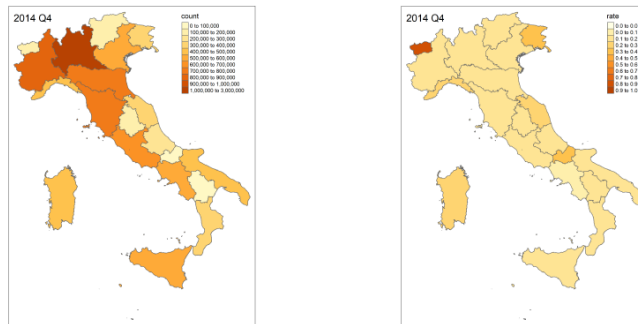 2014 Q4
count
0 to 100,000
100,000 to 200,000
200,000 to 300,000
300,000 to 400,000
400,000 to 500,000
500,000 to 600,000
600,000 to 700,000
700,000 to 800,000
800,000 to 900,000
900,000 to 1,000,000
1,000,000 to 3,000,000
2014 Q4
rate
0.0 to 0.0
0.0 to 0.1
0.1 to 0.2
0.2 to 0.3
0.3 to 0.4
0.4 to 0.5
0.5 to 0.6
0.6 to 0.7
0.7 to 0.8
0.8 to 0.9
0.9 to 1.0